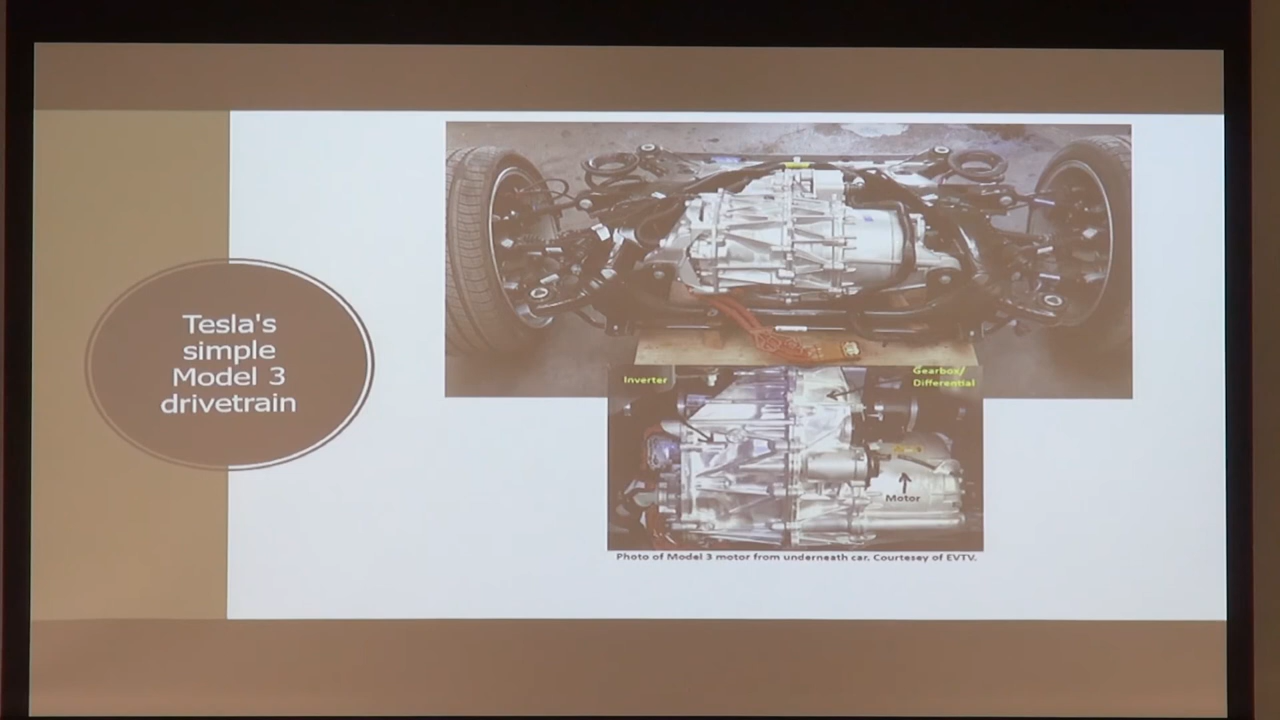 Tesla's
simple
Model 3
drivetrain
Inverter
Gearbox/
Differential
Motor
Photo of Model 3 motor from underneath car. Courtesey of EVTV.